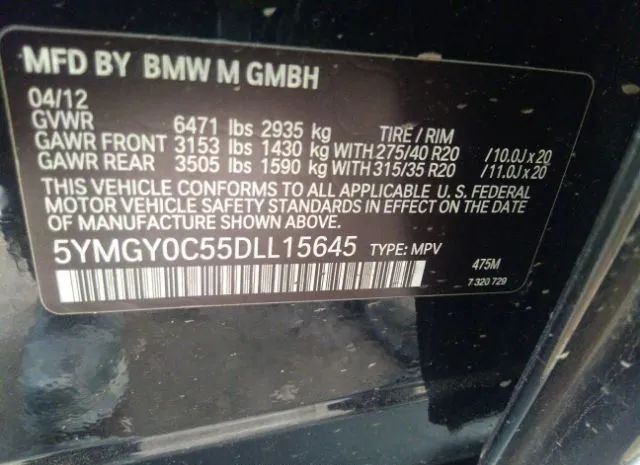 MFD BY BMW M GMBH
04/12
GVWR 6471 lbs 2935 kg TIRE / RIM
GAWR FRONT 3153 lbs 1430 kg WITH 275/40 R20 /10.0J x 20
GAWR REAR 3505 lbs 1590 kg WITH 315/35 R20 /11.0J x 20
THIS VEHICLE CONFORMS TO ALL APPLICABLE U. S. FEDERAL
MOTOR VEHICLE SAFETY STANDARDS IN EFFECT ON THE DATE OF
MANUFACTURE SHOWN ABOVE.
5YMGY0C55DLL15645 TYPE: MPV
475M
7 320 729